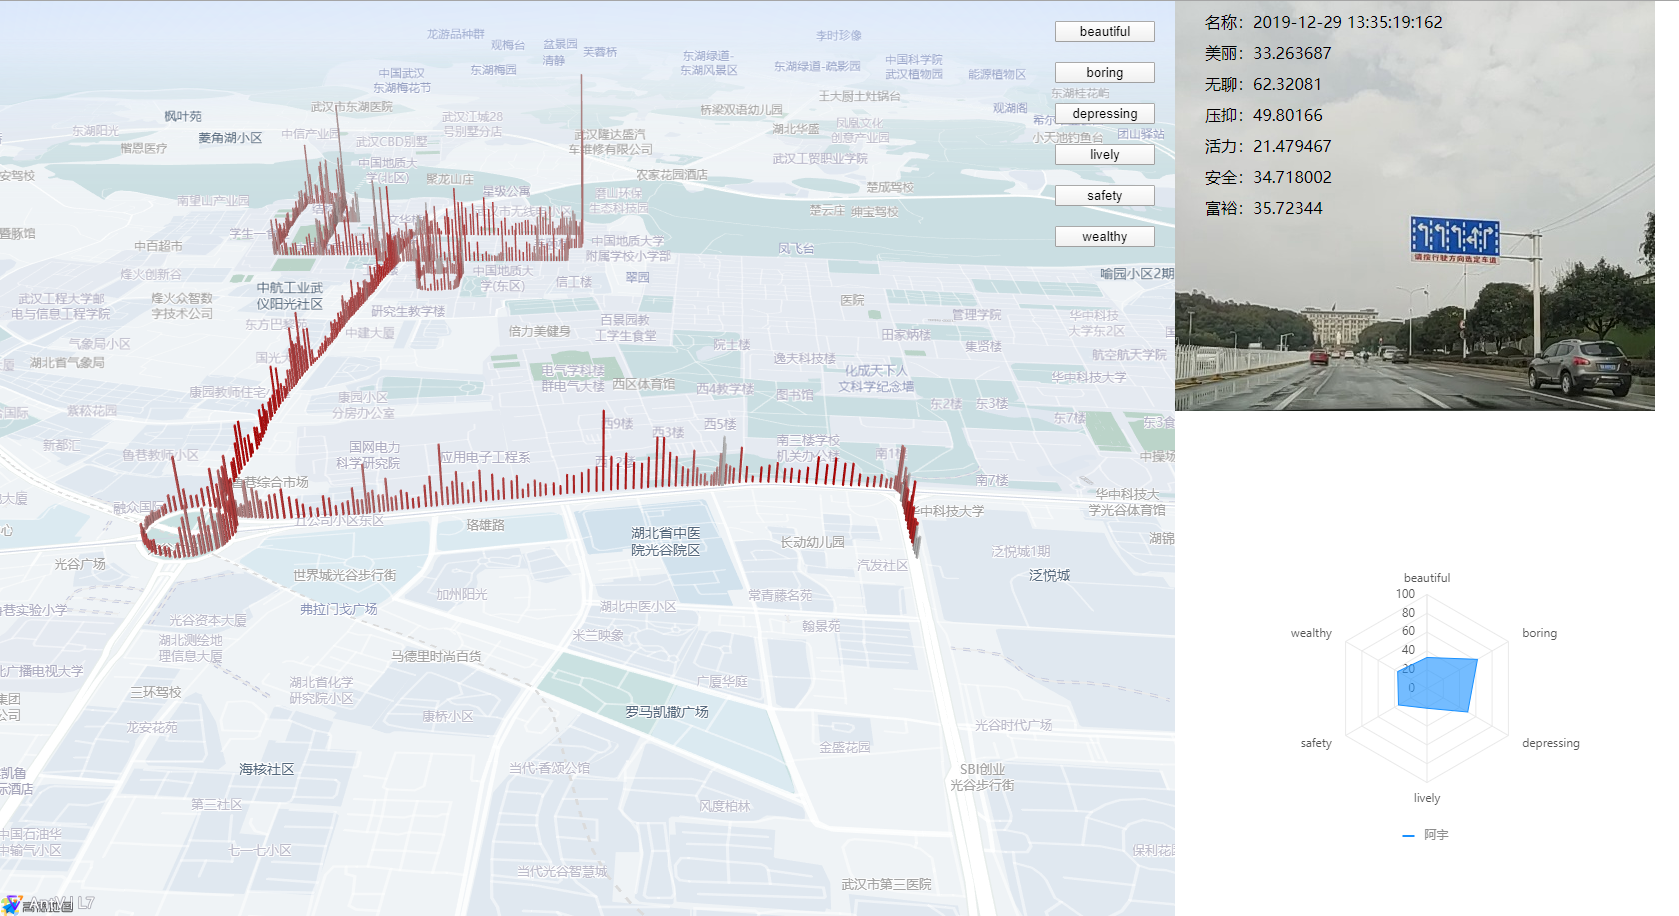 龙游品种群
观梅台
盆景园
清静
芙蓉桥
李时珍像
beautiful
东湖梅园
东湖绿道-
东湖风景区
东湖绿道-疏影园
中国科学院
武汉植物园
能源植物区
boring
中国武汉
东湖梅花节
东湖桂花屿
枫叶苑
武汉市东湖医院
武汉江城28
号别墅分店
桥梁双语幼儿园
王大厨土灶锅台
观湖阁
depressing
东湖阳光
菱角湖小区
中信产业园
武汉CBD别墅
武汉隆达盛汽
车维修有限公司
湖北华盛
凤凰文化
创意产业园
小天池钓鱼台
团山驿站
楷恩医疗
中国地质大
学(北区)
聚龙山庄
农家花园酒店
武汉工贸职业学院
lively
南望山产业园
星级公寓
楚成驾校
safety
楚云庄
坤宝驾校
中百超市
学生一
中国地质大学
附属学校小学部
凤飞台
wealthy
烽火创新谷
中国地质大
学(东区)
信工楼
翠园
喻园小区2期
武汉工程大学邮
电与信息工程学院
烽火众智数
字技术公司
中航工业武
仪阳光社区
研究生教学楼
医院
东方巴黎
中建大厦
倍力美健身
百景园教
工学生食堂
管理学院
华中科技
大学东2区
气象局小区
湖北省气象局
国光大
院士楼
逸夫科技楼
田家炳楼
集贤楼
航空航天学院
电气学科楼
群电气大楼
西区体育馆
西4教学楼
图书馆
化成天下人
文科学纪念墙
华中科技大学
康园教师住宅
康园小区
分房办公室
紫菘花园
东2楼
东3楼
东7楼
新都汇
鲁巷教师小区
国网电力
科学研究院
应用电子工程系
西9楼
西3楼
西5楼
南三楼学校
机关办公楼
南1楼
南7楼
中操场
鲁巷综合市场
融众国际
珞雄路
华中科技大学
华中科技大
学光谷体育馆
光谷广场
世界城光谷步行街
湖北省中医
院光谷院区
长动幼儿园
汽发社区
泛悦城1期
泛悦城
弗拉门戈广场
加州阳光
湖北中医小区
常青藤名苑
光谷资本大厦
湖北测绘地
理信息大厦
米兰映象
翰景苑
马德里时尚百货
三环驾校
湖北省化学
研究院小区
广厦华庭
龙安花苑
康桥小区
罗马凯撒广场
光谷时代广场
金盛花园
海核社区
当代·香颂公馆
SBI创业
光谷步行街
第三社区
风度柏林
中国石油华
中输气小区
七一七小区
当代光谷智慧城
武汉市第三医院
AntV | L7
名称：2019-12-29 13:35:19:162
美丽：33.263687
无聊：62.32081
压抑：49.80166
活力：21.479467
安全：34.718002
富裕：35.72344
请按行驶方向选定车道
beautiful
100
80
60
40
20
0
boring
wealthy
safety
depressing
lively
阿宇